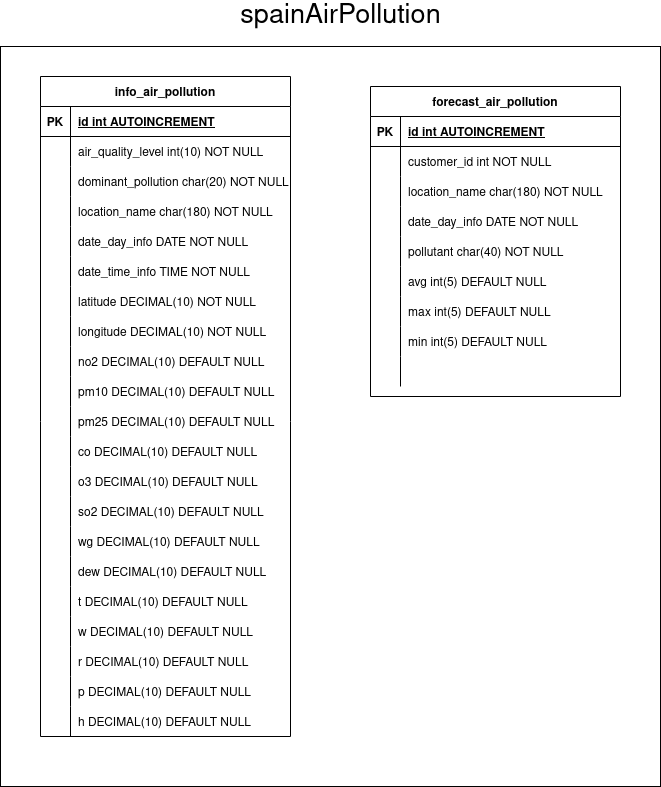 spainAirPollution
info_air_pollution
PK id int AUTOINCREMENT
air_quality_level int(10) NOT NULL
dominant_pollution char(20) NOT NULL
location_name char(180) NOT NULL
date_day_info DATE NOT NULL
date_time_info TIME NOT NULL
latitude DECIMAL(10) NOT NULL
longitude DECIMAL(10) NOT NULL
no2 DECIMAL(10) DEFAULT NULL
pm10 DECIMAL(10) DEFAULT NULL
pm25 DECIMAL(10) DEFAULT NULL
co DECIMAL(10) DEFAULT NULL
o3 DECIMAL(10) DEFAULT NULL
so2 DECIMAL(10) DEFAULT NULL
wg DECIMAL(10) DEFAULT NULL
dew DECIMAL(10) DEFAULT NULL
t DECIMAL(10) DEFAULT NULL
w DECIMAL(10) DEFAULT NULL
r DECIMAL(10) DEFAULT NULL
p DECIMAL(10) DEFAULT NULL
h DECIMAL(10) DEFAULT NULL
forecast_air_pollution
PK id int AUTOINCREMENT
customer_id int NOT NULL
location_name char(180) NOT NULL
date_day_info DATE NOT NULL
pollutant char(40) NOT NULL
avg int(5) DEFAULT NULL
max int(5) DEFAULT NULL
min int(5) DEFAULT NULL